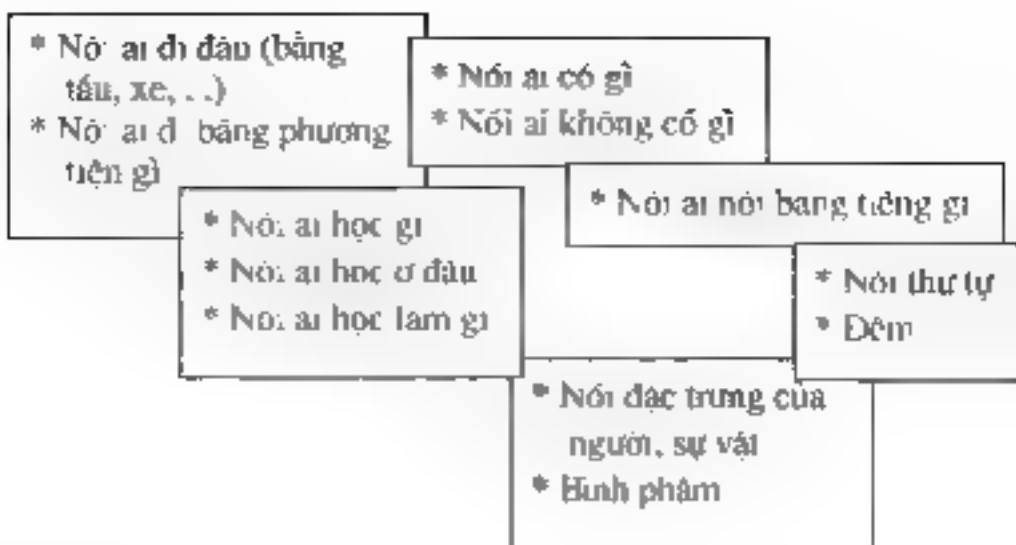 * Nói ai đi đâu (bằng
tầu, xe, ...)
* Nói ai đi bằng phương
tiện gì
* Nói ai có gì
* Nói ai không có gì
* Nói ai nói bằng tiếng gì
* Nói ai học gì
* Nói ai học ở đâu
* Nói ai học làm gì
* Nói thứ tự
* Đếm
* Nói đặc trưng của
người, sự vật
* Bình phẩm